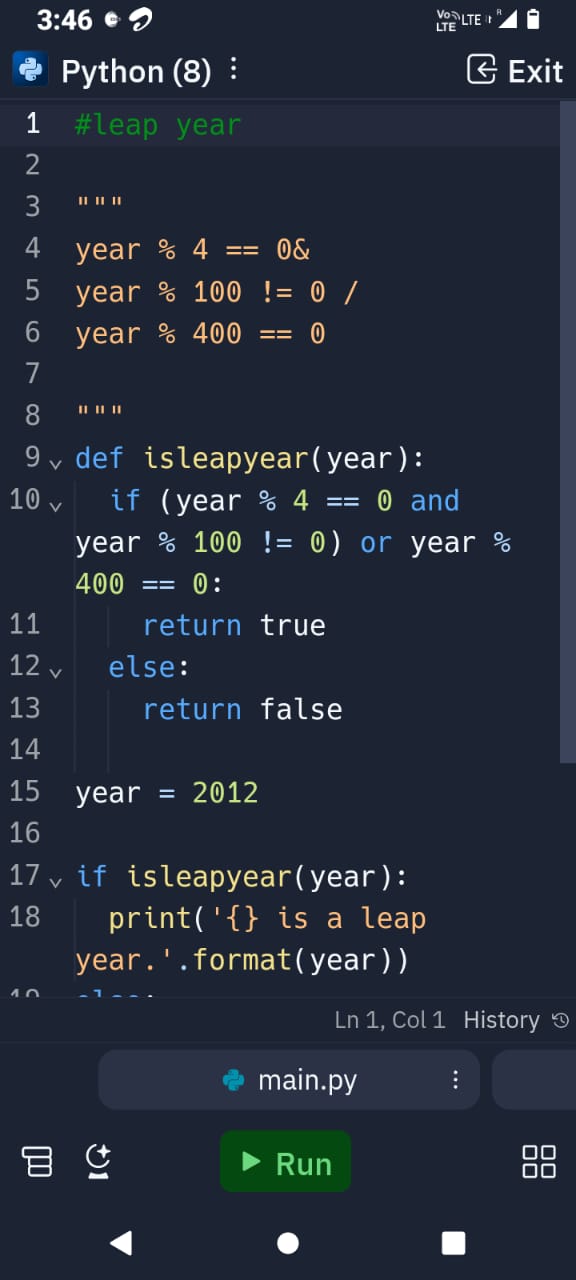 3:46
Vo LTE LTE R
Python (8)
Exit
1 #leap year
2
3 """
4 year % 4 == 0&
5 year % 100 != 0 /
6 year % 400 == 0
7
8 """
9 def isleapyear(year):
10 if (year % 4 == 0 and
year % 100 != 0) or year %
400 == 0:
11 return true
12 else:
13 return false
14
15 year = 2012
16
17 if isleapyear(year):
18 print('{} is a leap
year.'.format(year))
19 else:
Ln 1, Col 1 History
main.py
Run